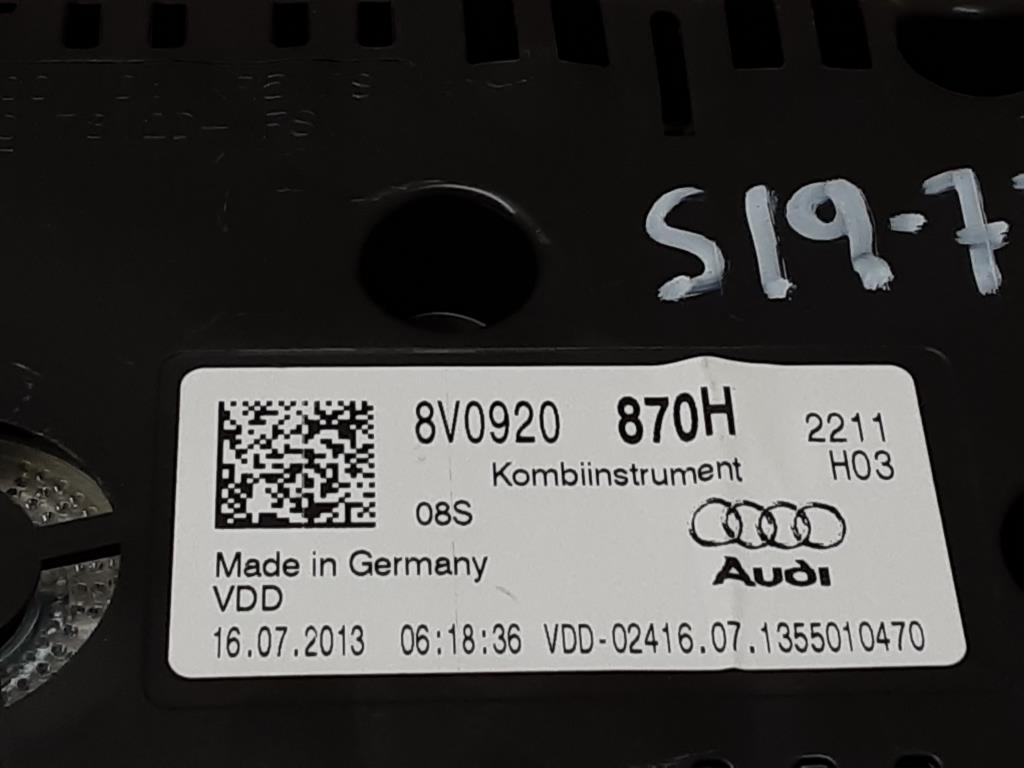 S19-7
8V0920 870H 2211
Kombiinstrument H03
08S
Audi
Made in Germany
VDD
16.07.2013 06:18:36 VDD-02416.07.1355010470